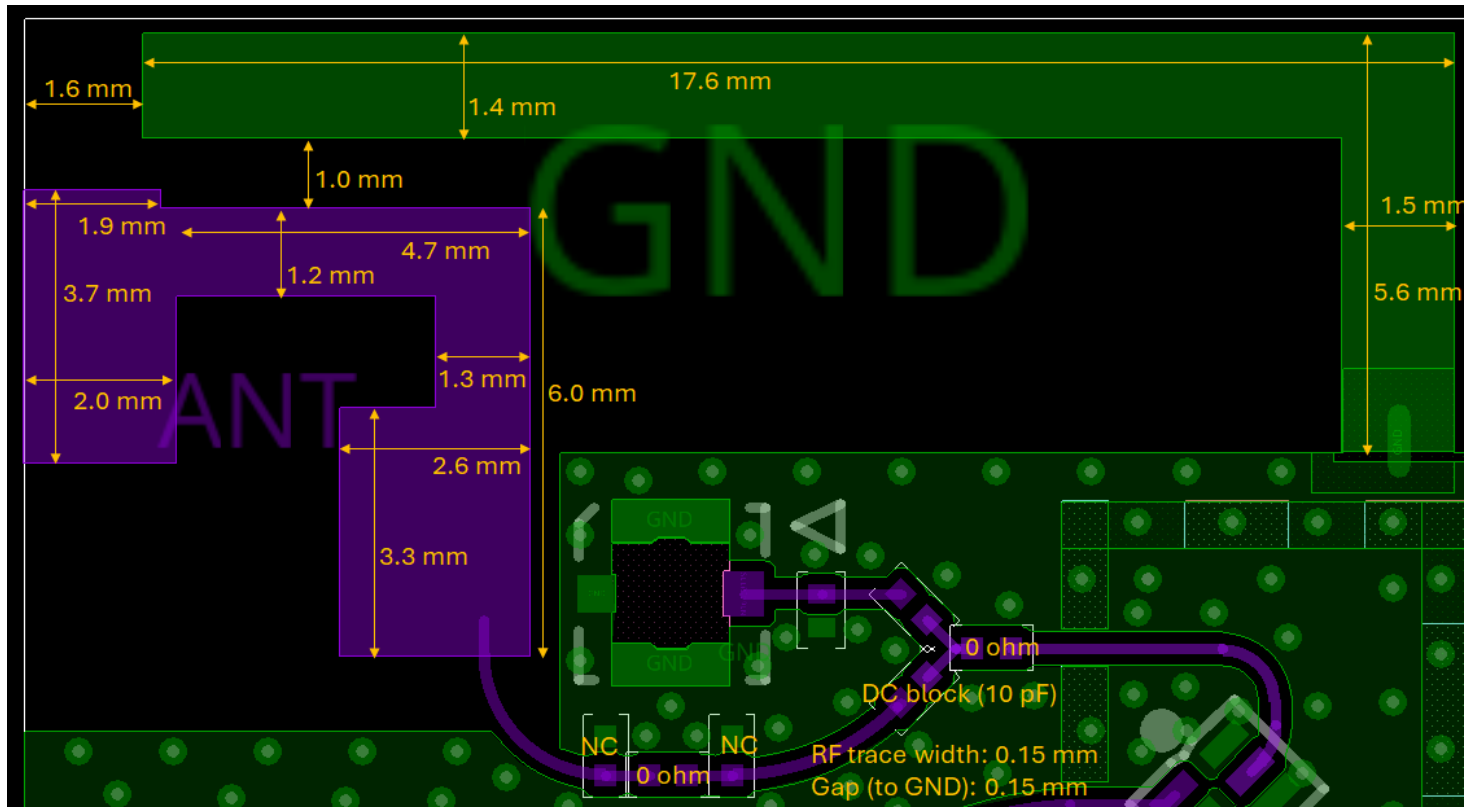 1.6 mm
17.6 mm
1.4 mm
GND
1.0 mm
1.5 mm
1.9 mm
4.7 mm
1.2 mm
3.7 mm
5.6 mm
ANT
2.0 mm
1.3 mm
6.0 mm
2.6 mm
3.3 mm
GND
GND
GND
0 ohm
DC block (10 pF)
NC
NC
0 ohm
RF trace width: 0.15 mm
Gap (to GND): 0.15 mm